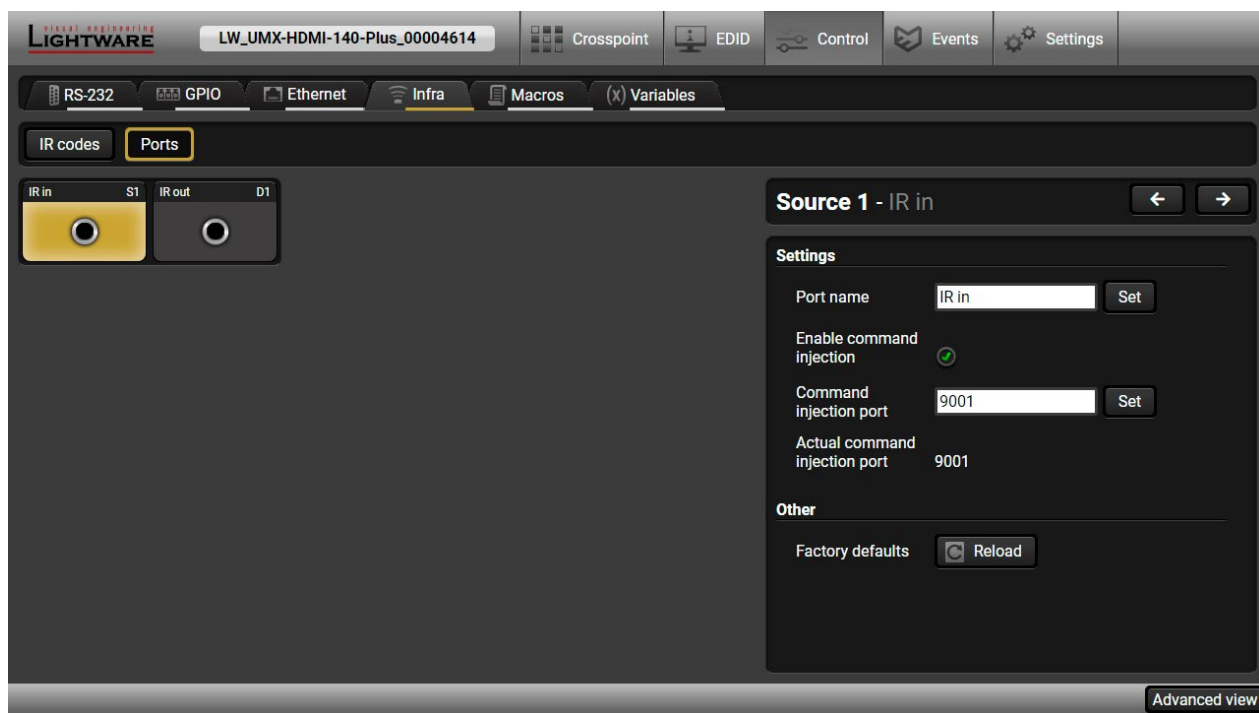 visual engineering
LIGHTWARE
LW_UMX-HDMI-140-Plus_00004614
Crosspoint
EDID
Control
Events
Settings
RS-232
GPIO
Ethernet
Infra
Macros
(x) Variables
IR codes
Ports
IR in S1
IR out D1
Source 1 - IR in
Settings
Port name
IR in
Set
Enable command
injection
Command
injection port
9001
Set
Actual command
injection port
9001
Other
Factory defaults
Reload
Advanced view